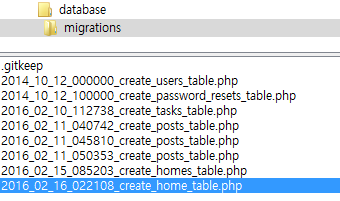 database
migrations
.gitkeep
2014_10_12_000000_create_users_table.php
2014_10_12_100000_create_password_resets_table.php
2016_02_10_112738_create_tasks_table.php
2016_02_11_040742_create_posts_table.php
2016_02_11_045810_create_posts_table.php
2016_02_11_050353_create_posts_table.php
2016_02_15_085203_create_homes_table.php
2016_02_16_022108_create_home_table.php